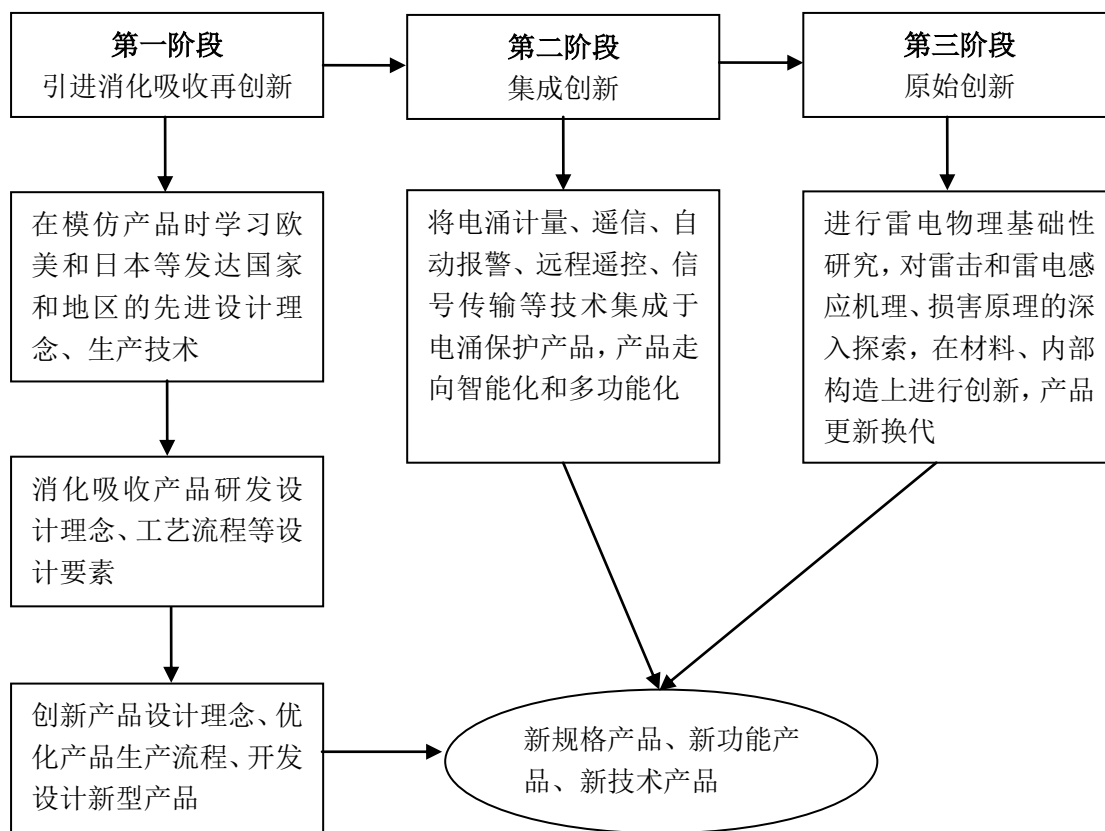 第一阶段
引进消化吸收再创新
第二阶段
集成创新
第三阶段
原始创新
在模仿产品时学习欧
美和日本等发达国家
和地区的先进设计理
念、生产技术
将电涌计量、遥信、自
动报警、远程遥控、信
号传输等技术集成于
电涌保护产品，产品走
向智能化和多功能化
进行雷电物理基础性
研究，对雷击和雷电感
应机理、损害原理的深
入探索，在材料、内部
构造上进行创新，产品
更新换代
消化吸收产品研发设
计理念、工艺流程等设
计要素
创新产品设计理念、优
化产品生产流程、开发
设计新型产品
新规格产品、新功能产
品、新技术产品